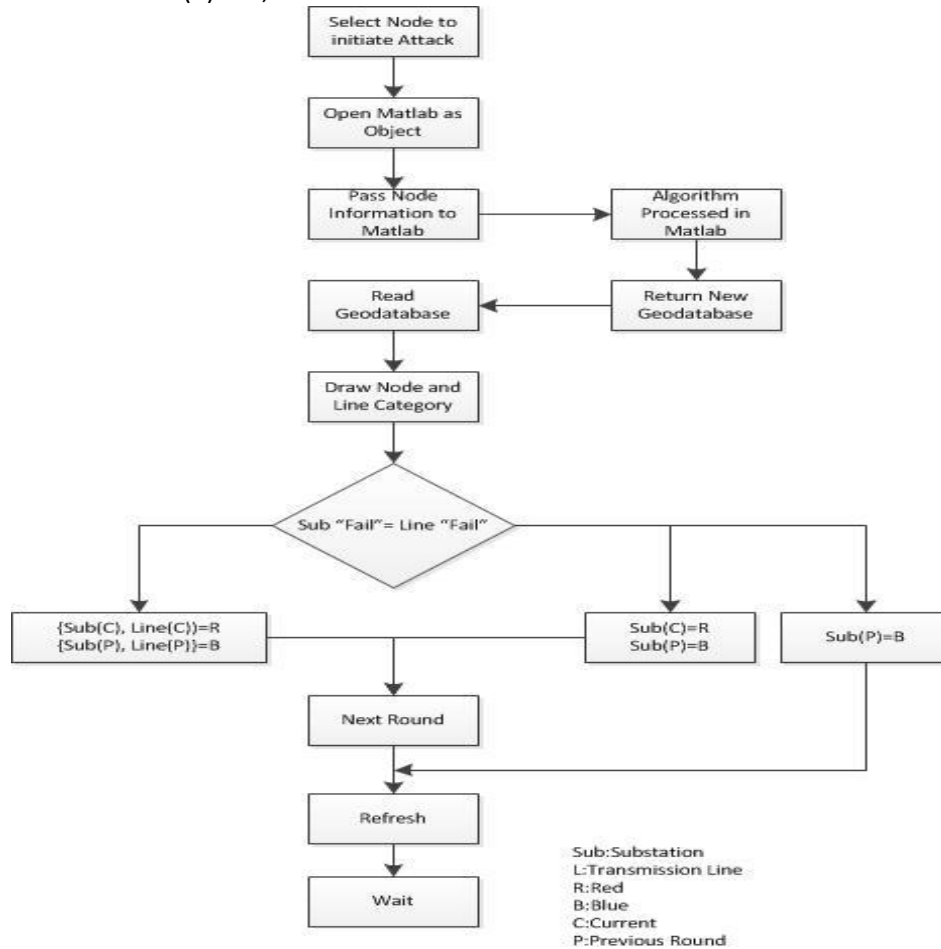 Select Node to
initiate Attack
Open Matlab as
Object
Pass Node
Information to
Matlab
Algorithm
Processed in
Matlab
Read
Geodatabase
Return New
Geodatabase
Draw Node and
Line Category
Sub “Fail”= Line “Fail”
{Sub(C), Line(C))=R
{Sub(P), Line(P)}=B
Sub(C)=R
Sub(P)=B
Sub(P)=B
Next Round
Refresh
Wait
Sub:Substation
L:Transmission Line
R:Red
B:Blue
C:Current
P:Previous Round